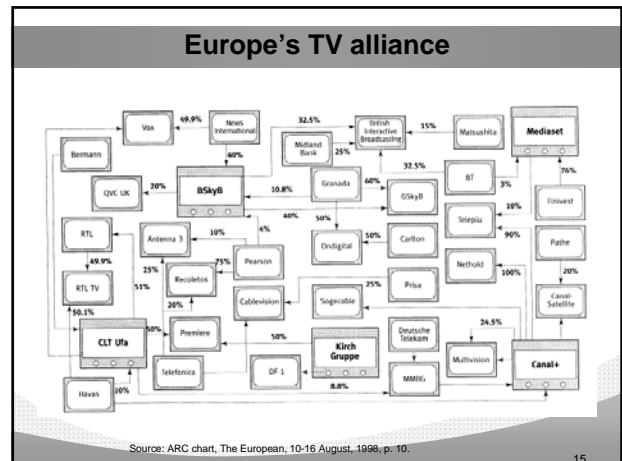 Europe's TV alliance
49.9%
News
International
Vox
32.5%
British
Interactive
Broadcasting
15%
Matsushita
Mediaset
Bermann
40%
Midland
Bank
25%
32.5%
BT
3%
76%
QVC UK
20%
BSkyB
10.8%
Granada
60%
GSkyB
10%
Finivest
40%
50%
Telepiu
RTL
Antenna 3
10%
4%
Ondigital
50%
Carlton
90%
Pathe
49.9%
25%
75%
Pearson
Nethold
100%
20%
RTL TV
51%
Recoletos
20%
Cablevision
25%
Prisa
Sogecable
Canal-
Satellite
50.1%
CLT Ufa
50%
Premiere
50%
Kirch
Gruppe
Deutsche
Telekom
24.5%
Multivision
Canal+
Havas
10%
Telefonica
DF 1
8.8%
MMBG
Source: ARC chart, The European, 10-16 August, 1998, p. 10.
15